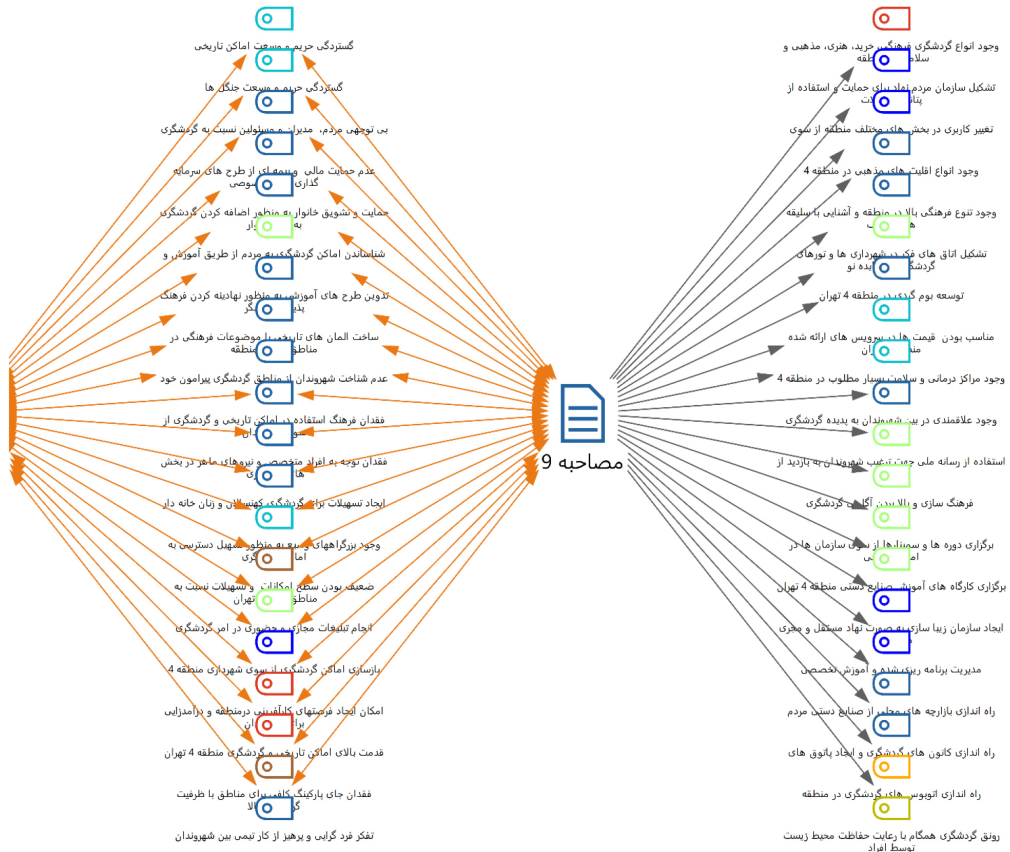 وجود انواع گردشگری فرهنگی، خرید، هنری، مذهبی و
تشکیل سازمان مردم نهاد برای حمایت و استفاده از
تغییر کاربری در بخش های مختلف منطقه از سوی
وجود انواع اقلیت های مذهبی در منطقه 4
وجود تنوع فرهنگی بالا در منطقه و آشنایی با سلیقه
تشکیل اتاق های فکر در شهرداری ها و تورهای
توسعه بوم گردی در منطقه 4 تهران
مناسب بودن قیمت ها در سرویس های ارائه شده
وجود مراکز درمانی و سلامت بسیار مطلوب در منطقه 4
وجود علاقمندی در بین شهروندان به پدیده گردشگری
استفاده از رسانه ملی جهت ترغیب شهروندان به بازدید از
فرهنگ سازی و بالا بردن گردشگری
برگزاری دوره ها و سمینارها از سوی سازمان ها در
برگزاری کارگاه های آموزش صنایع دستی منطقه 4 تهران
ایجاد سازمان زیبا سازی به صورت نهاد مستقل و مجزی
مدیریت برنامه ریزی شده و آموزش تخصصی
راه اندازی بازارچه های محلی از صنایع دستی مردم
راه اندازی کانون های گردشگری و ایجاد پاتوق های
راه اندازی اتوبوس های گردشگری در منطقه
رونق گردشگری همگام با رعایت حفاظت محیط زیست
توسط افراد
مصاحبه 9
گستردگی حریم و وسعت اماکن تاریخی
گستردگی حریم و وسعت جنگل ها
بی توجهی مردم، مدیران و مسئولین نسبت به گردشگری
عدم حمایت مالی و بیمه ای از طرح های سرمایه
گذاری
حمایت و تشویق خانوار به منظور اضافه کردن گردشگری
شناساندن اماکن گردشگری به مردم از طریق آموزش و
تدوین طرح های آموزشی به منظور نهادینه کردن فرهنگ
ساخت المان های تاریخی با موضوعات فرهنگی در
منطقه
عدم شناخت شهروندان از مناطق گردشگری پیرامون خود
فقدان فرهنگ استفاده در اماکن تاریخی و گردشگری از
فقدان توجه به افراد متخصص و نیروهای ماهر در بخش
ایجاد تسهیلات برای گردشگری کهنسالان و زنان خانه دار
وجود بزرگراههای وسیع به منظور تسهیل دسترسی به
ضعیف بودن سطح امکانات و تسهیلات نسبت به
تهران
انجام تبلیغات مجازی و حضوری در امر گردشگری
بازسازی اماکن گردشگری از سوی شهرداری منطقه 4
امکان ایجاد فرصتهای کارآفرینی درمنطقه و درآمدزایی
قدمت بالای اماکن تاریخی و گردشگری منطقه 4 تهران
فقدان جای پارکینگ کافی برای مناطق با ظرفیت
تفکر فرد گرایی و پرهیز از کار تیمی بین شهروندان